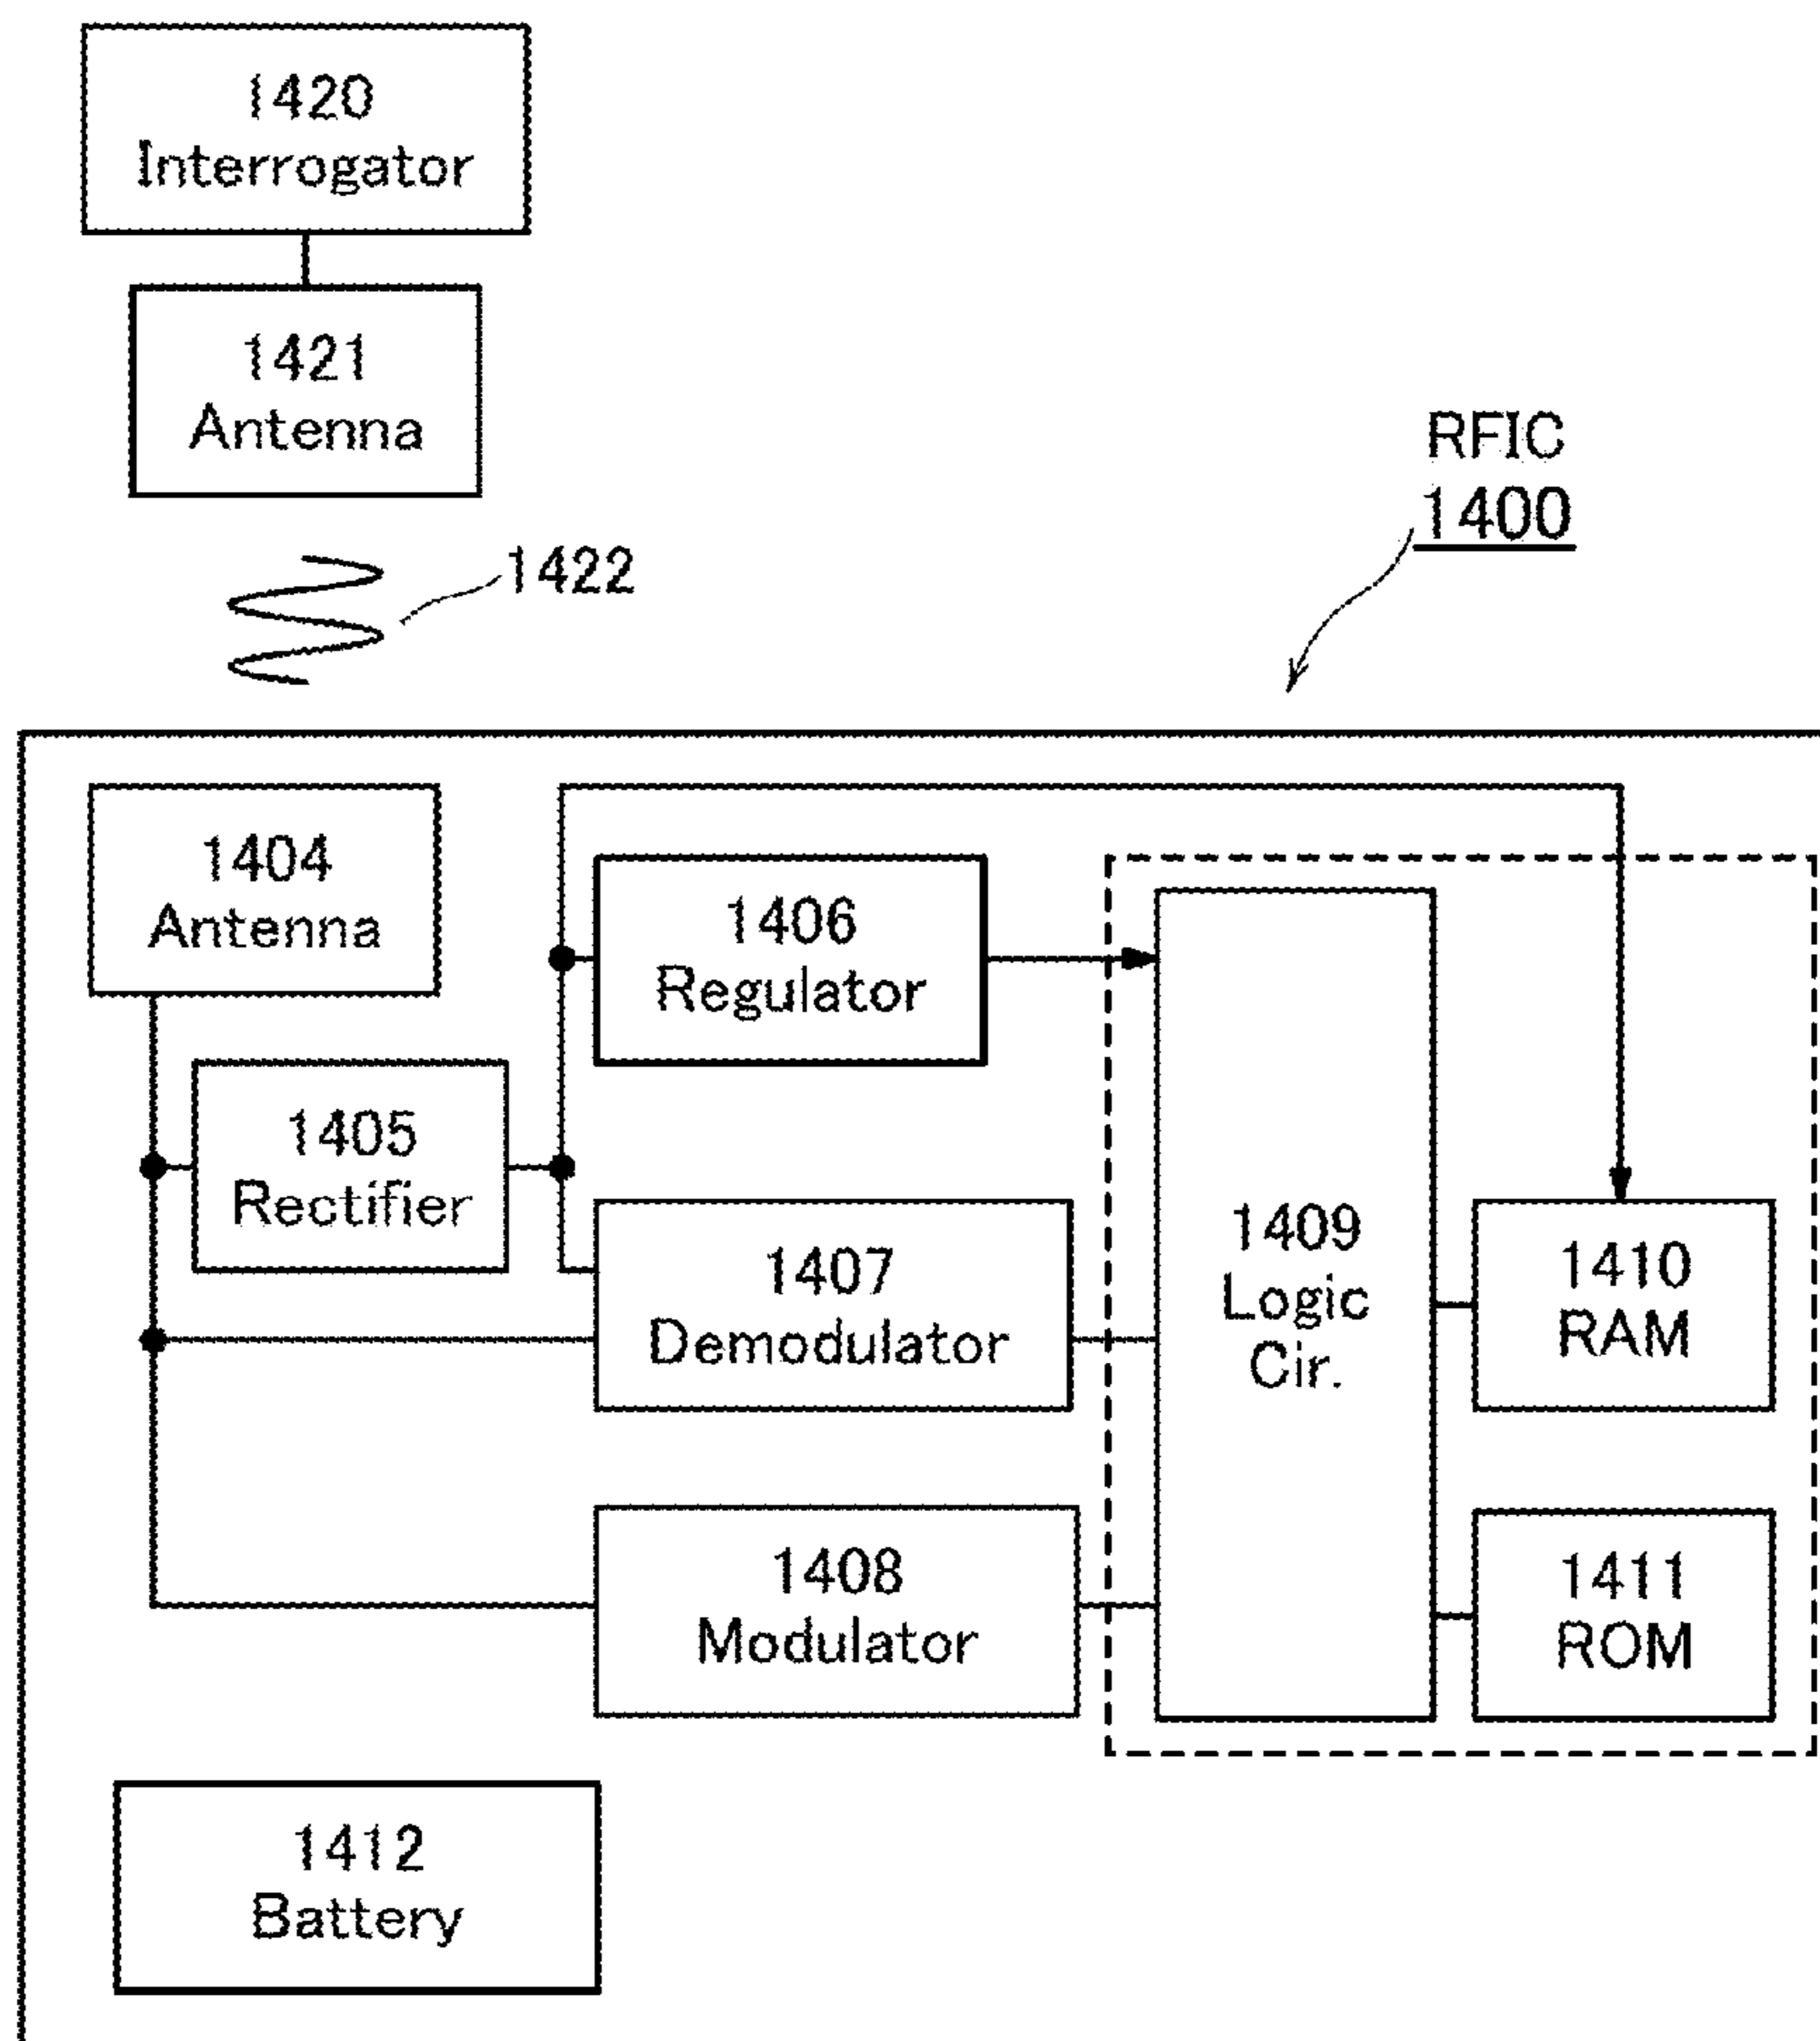 1420
Interrogator
1421
Antenna
RFIC
1400
1422
1404
Antenna
1406
Regulator
1405
Rectifier
1407
Demodulator
1409
Logic
Cir.
1410
RAM
1408
Modulator
1411
ROM
1412
Battery